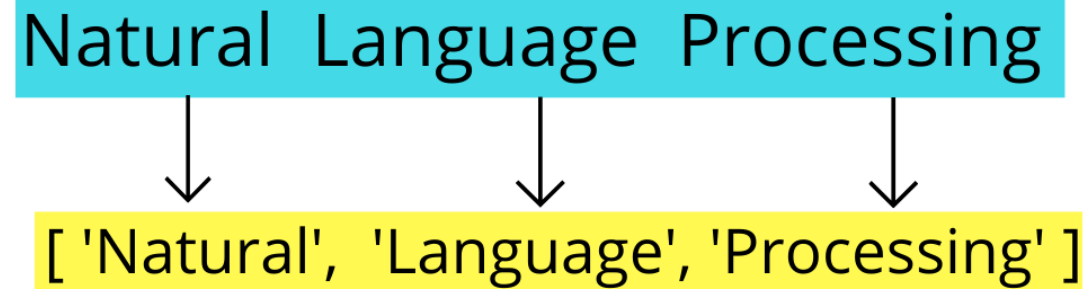 Natural Language Processing
[ 'Natural', 'Language', 'Processing' ]